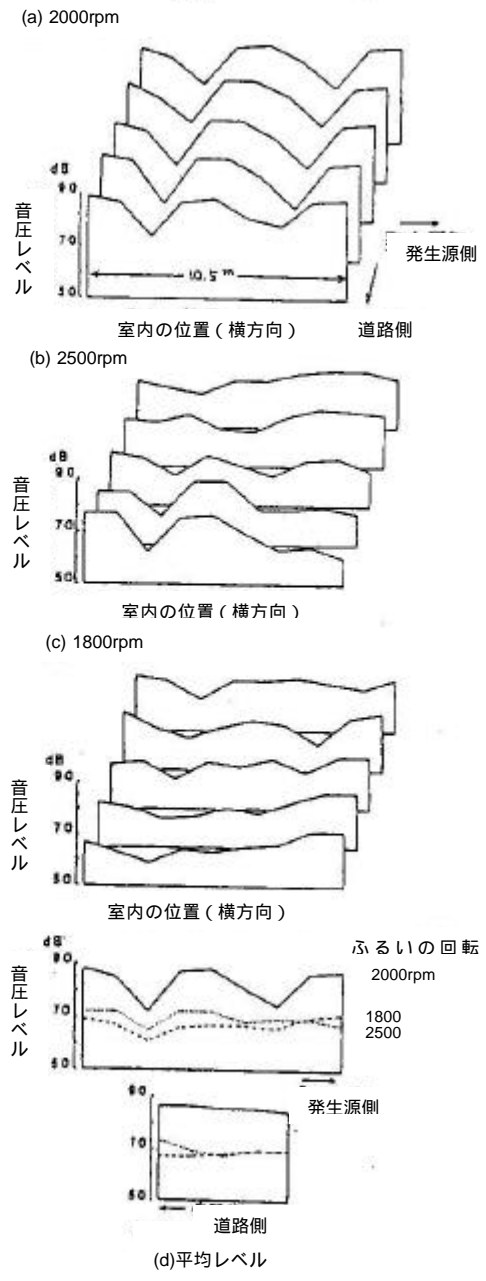 (a) 2000rpm
dB
90
70
50
音圧レベル
10.5 m
発生源側
室内の位置（横方向）
道路側
(b) 2500rpm
dB
90
70
50
音圧レベル
室内の位置（横方向）
(c) 1800rpm
dB
90
70
50
音圧レベル
室内の位置（横方向）
dB
90
70
50
音圧レベル
ふるいの回転
2000rpm
1800
2500
発生源側
90
70
50
道路側
(d)平均レベル